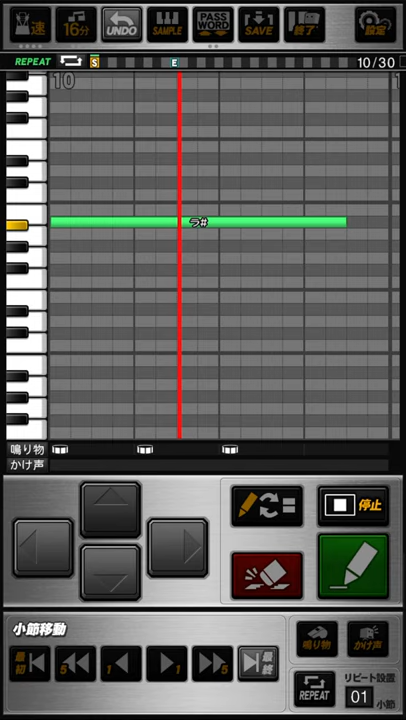 速
16分
UNDO
SAMPLE
PASS
WORD
SAVE
終了
設定
REPEAT
S
E
10/30
10
1
ラ#
鳴り物
かけ声
停止
小節移動
最初
5
1
1
5
最終
鳴り物
かけ声
REPEAT
リピート設置
01
小節